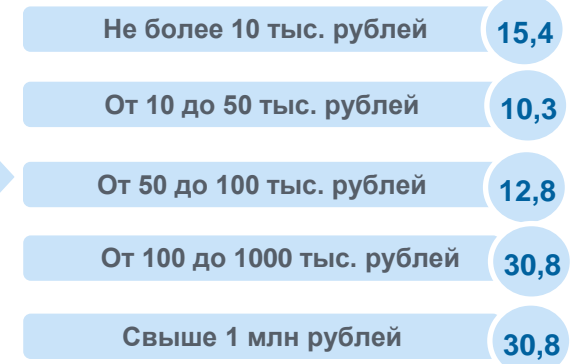 Не более 10 тыс. рублей 15,4
От 10 до 50 тыс. рублей 10,3
От 50 до 100 тыс. рублей 12,8
От 100 до 1000 тыс. рублей 30,8
Свыше 1 млн рублей 30,8